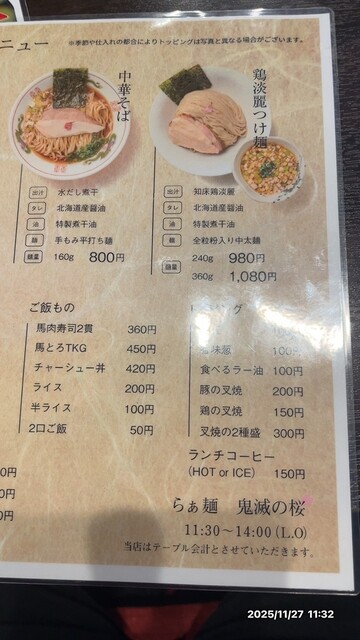 ニュー
※季節や仕入れの都合によりトッピングは写真と異なる場合がございます。
中華そば
出汁 水だし煮干
タレ 北海道産醤油
油 特製煮干油
麺 手もみ平打ち麺
麺量 160g 800円
鶏淡麗つけ麺
出汁 知床鶏淡麗
タレ 北海道産醤油
油 特製煮干油
麺 全粒粉入り中太麺
麺量 240g 980円
360g 1,080円
ご飯もの
馬肉寿司2貫 360円
馬とろTKG 450円
チャーシュー丼 420円
ライス 200円
半ライス 100円
2口ご飯 50円
ング
味葱 100円
食べるラー油 100円
豚の叉焼 200円
鶏の叉焼 150円
叉焼の2種盛 300円
ランチコーヒー
(HOT or ICE) 150円
0円
0円
0円
らぁ麺 鬼滅の桜
11:30〜14:00(L.O)
当店はテーブル会計とさせていただきます。
2025/11/27 11:32